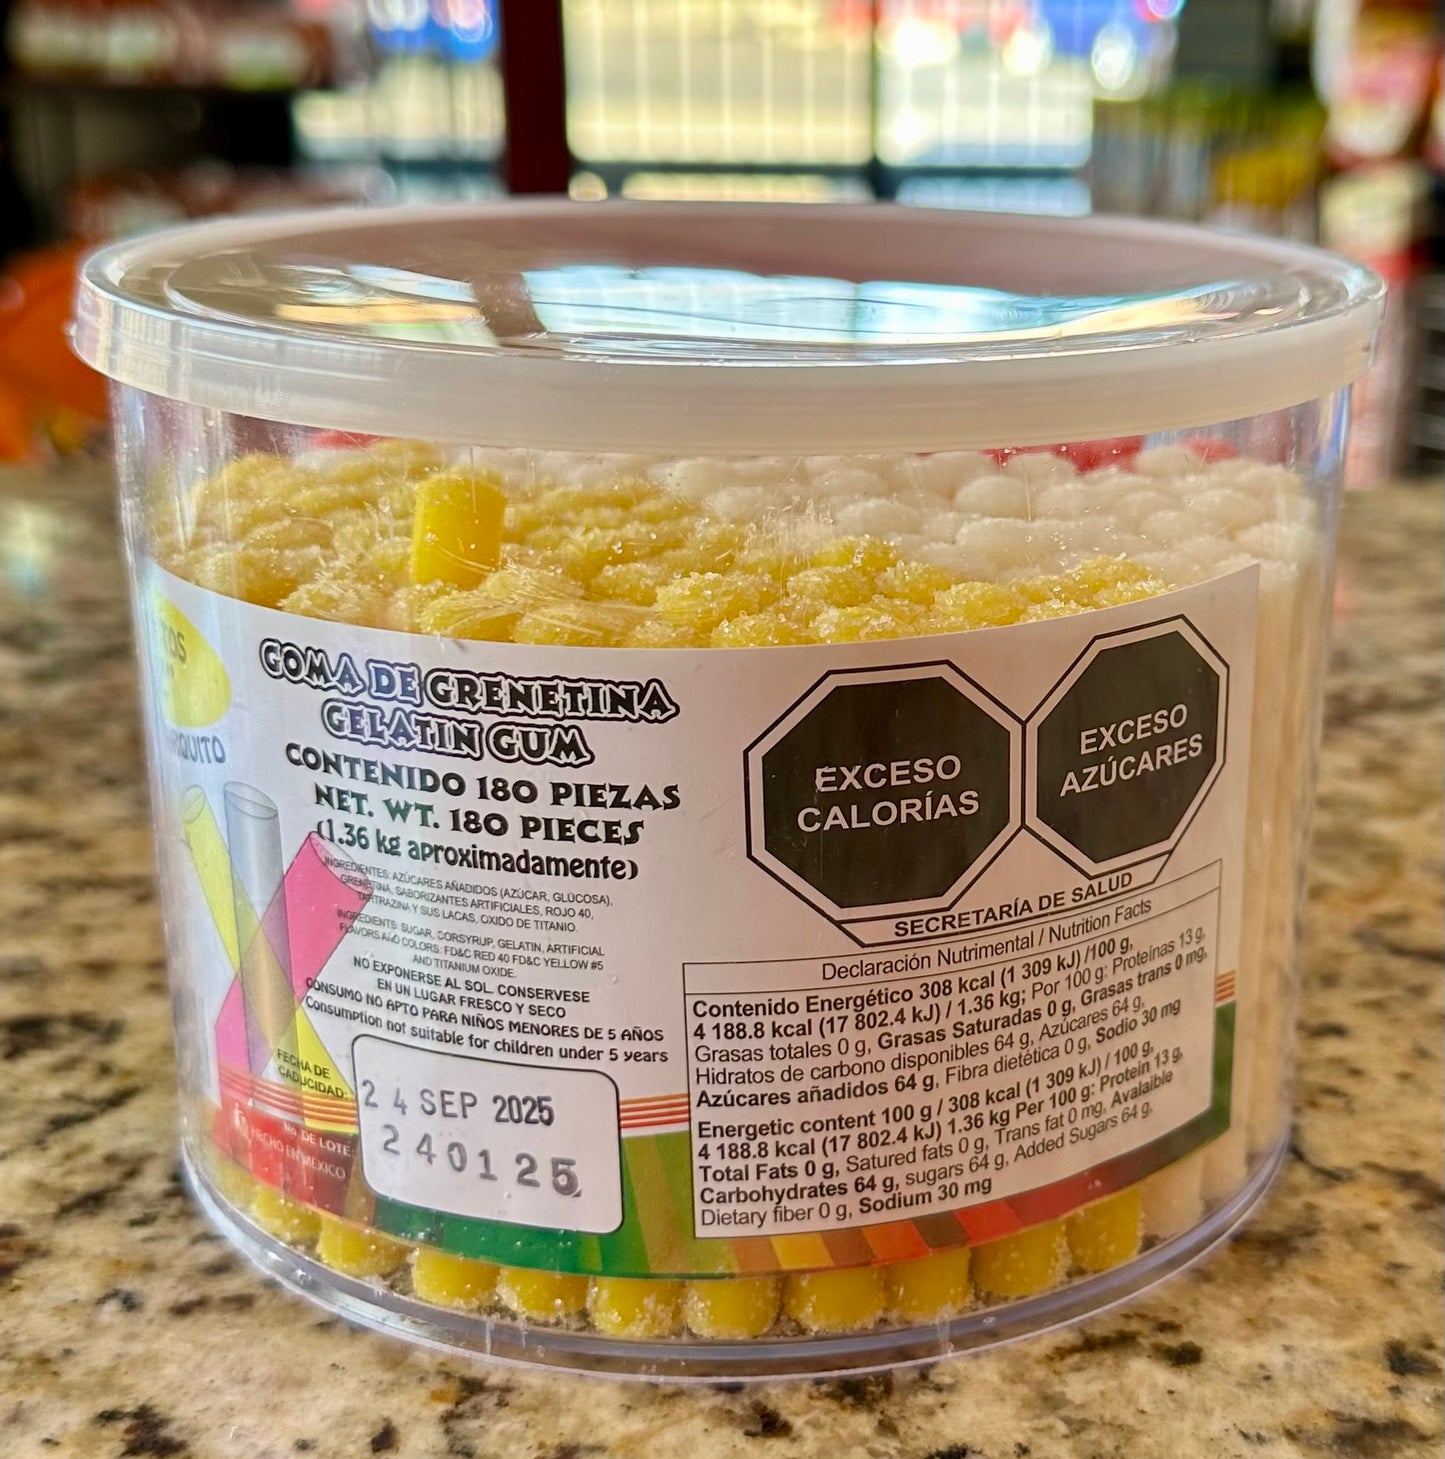 GOMA DE GRENETINA
GELATIN GUM
CONTENIDO 180 PIEZAS
NET. WT. 180 PIECES
(1.36 kg aproximadamente)
INGREDIENTES: AZÚCARES AÑADIDOS (AZÚCAR, GLUCOSA),
GRENETINA, SABORIZANTES ARTIFICIALES, ROJO 40,
TARTRAZINA Y SUS LACAS, OXIDO DE TITANIO.
INGREDIENTS: SUGAR, CORSYRUP, GELATIN, ARTIFICIAL
FLAVORS AND COLORS: FD&C RED 40 FD&C YELLOW #5
AND TITANIUM OXIDE.
NO EXPONERSE AL SOL. CONSERVESE
EN UN LUGAR FRESCO Y SECO
CONSUMO NO APTO PARA NIÑOS MENORES DE 5 AÑOS
Consumption not suitable for children under 5 years
FECHA DE
CADUCIDAD:
24 SEP 2025
NO. DE LOTE:
240125
HECHO EN MÉXICO
EXCESO
CALORÍAS
EXCESO
AZÚCARES
SECRETARÍA DE SALUD
Declaración Nutrimental / Nutrition Facts
Contenido Energético 308 kcal (1 309 kJ) /100 g,
4 188.8 kcal (17 802.4 kJ) / 1.36 kg; Por 100 g: Proteínas 13 g,
Grasas totales 0 g, Grasas Saturadas 0 g, Grasas trans 0 mg,
Hidratos de carbono disponibles 64 g, Azúcares 64 g,
Azúcares añadidos 64 g, Fibra dietética 0 g, Sodio 30 mg
Energetic content 100 g / 308 kcal (1 309 kJ) / 100 g,
4 188.8 kcal (17 802.4 kJ) 1.36 kg Per 100 g: Protein 13 g,
Total Fats 0 g, Satured fats 0 g, Trans fat 0 mg, Avalaible
Carbohydrates 64 g, sugars 64 g, Added Sugars 64 g,
Dietary fiber 0 g, Sodium 30 mg